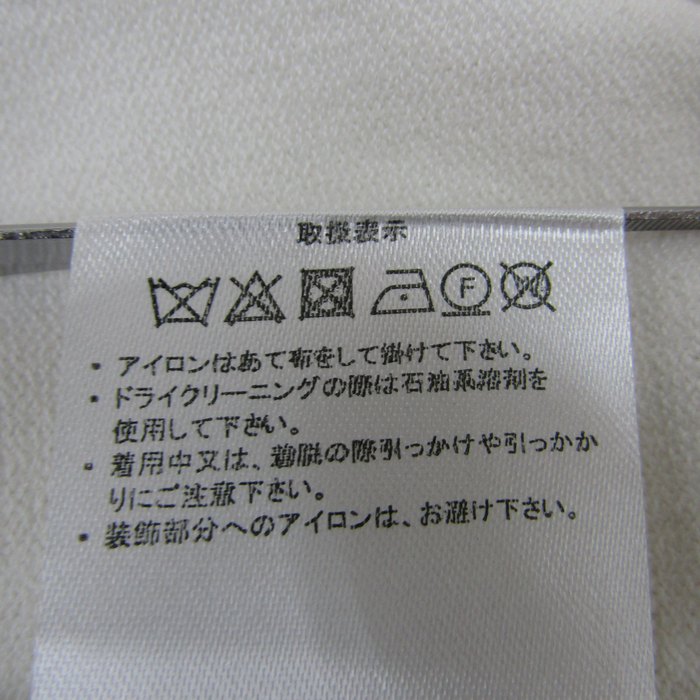 取扱表示
F W
・アイロンはあて布をして掛けて下さい。
・ドライクリーニングの際は石油系溶剤を
使用して下さい。
・着用中又は、着脱の際引っかけや引っかか
りにご注意下さい。
・装飾部分へのアイロンは、お避け下さい。